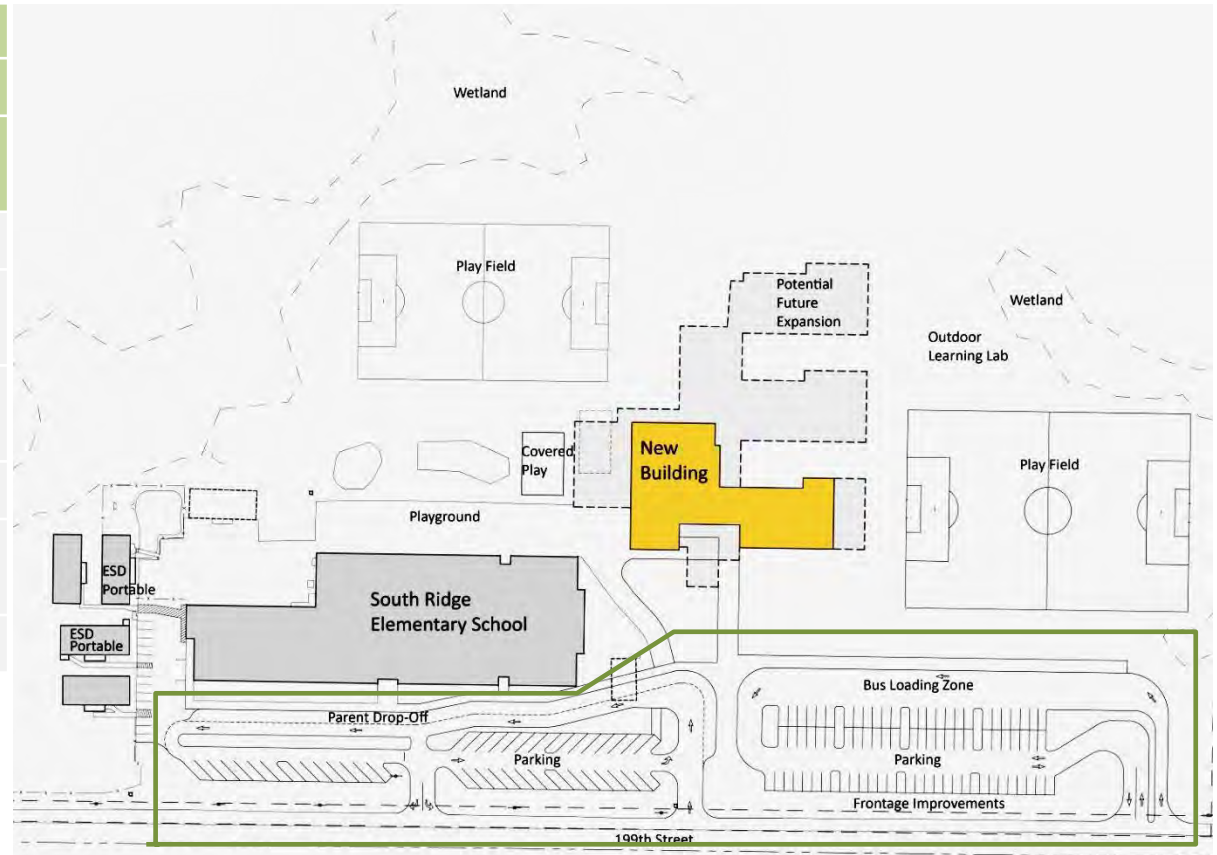 Wetland
Play Field
Potential
Future
Expansion
Wetland
Outdoor
Learning Lab
Covered
Play
New
Building
Play Field
Playground
ESD
Portable
South Ridge
Elementary School
ESD
Portable
Bus Loading Zone
Parent Drop-Off
Parking
Parking
Frontage Improvements
199th Street